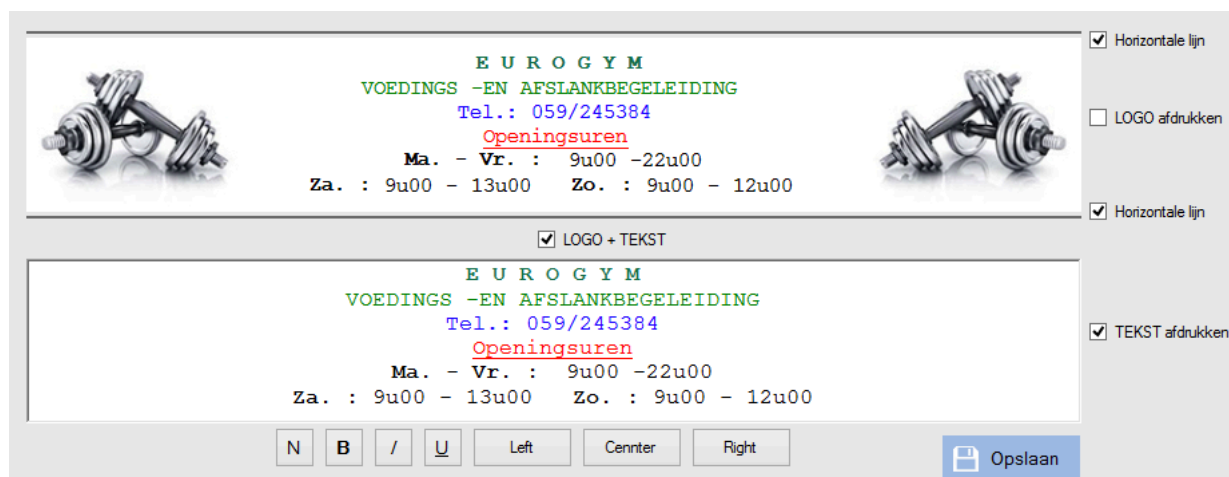 E U R O G Y M
VOEDINGS -EN AFSLANKBEGELEIDING
Tel.: 059/245384
Openingsuren
Ma. - Vr. : 9u00 -22u00
Za. : 9u00 - 13u00 Zo. : 9u00 - 12u00
Horizontale lijn
LOGO afdrukken
Horizontale lijn
LOGO + TEKST
E U R O G Y M
VOEDINGS -EN AFSLANKBEGELEIDING
Tel.: 059/245384
Openingsuren
Ma. - Vr. : 9u00 -22u00
Za. : 9u00 - 13u00 Zo. : 9u00 - 12u00
TEKST afdrukken
N B / U Left Cennter Right
Opslaan